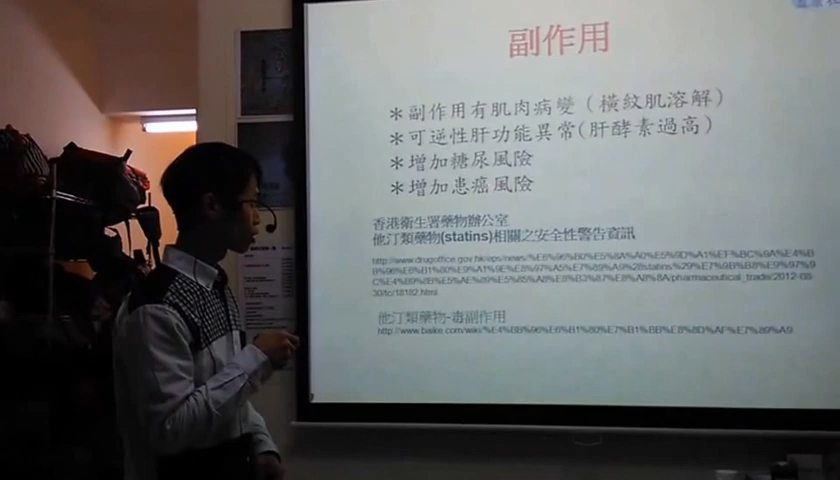 副作用
＊副作用有肌肉病變（橫紋肌溶解）
＊可逆性肝功能異常(肝酵素過高)
＊增加糖尿風險
＊增加患癌風險
香港衛生署藥物辦公室
他汀類藥物(statins)相關之安全性警告資訊
他汀類藥物-毒副作用